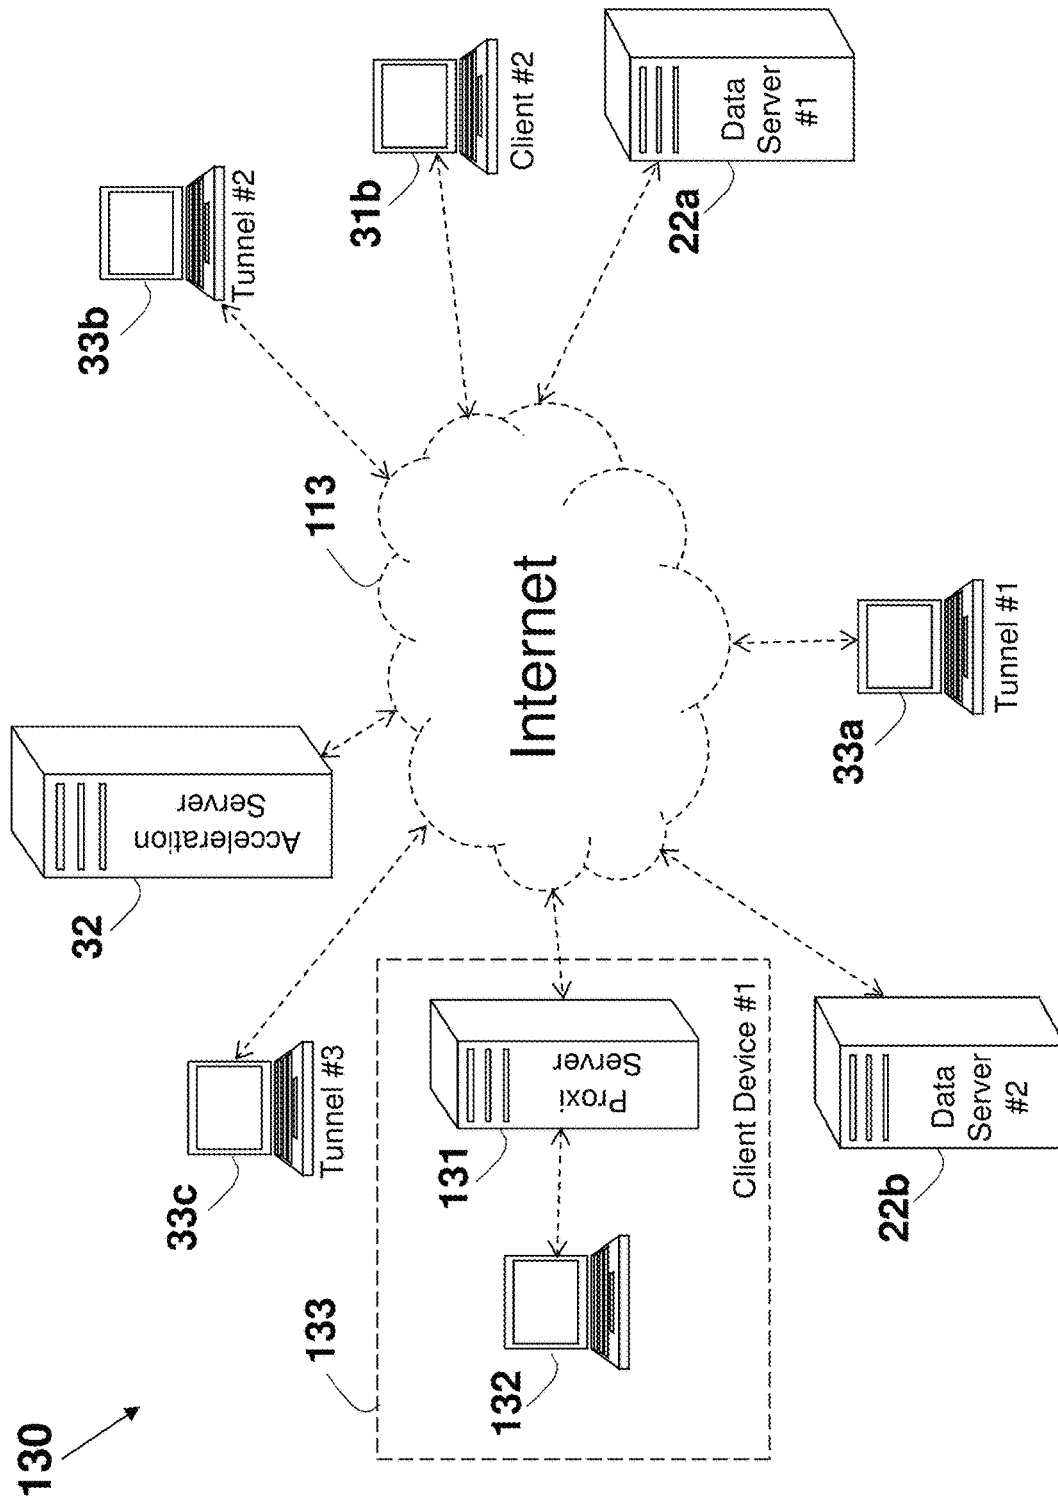 130
133
132
131
Proxi
Server
Client Device #1
33c
Tunnel #3
32
Acceleration
Server
113
Internet
33b
Tunnel #2
31b
Client #2
22a
Data
Server
#1
33a
Tunnel #1
22b
Data
Server
#2